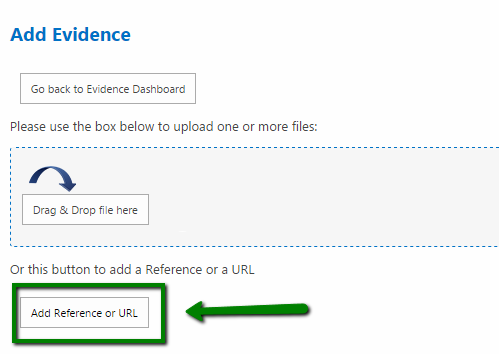 Add Evidence
Go back to Evidence Dashboard
Please use the box below to upload one or more files:
Drag & Drop file here
Or this button to add a Reference or a URL
Add Reference or URL